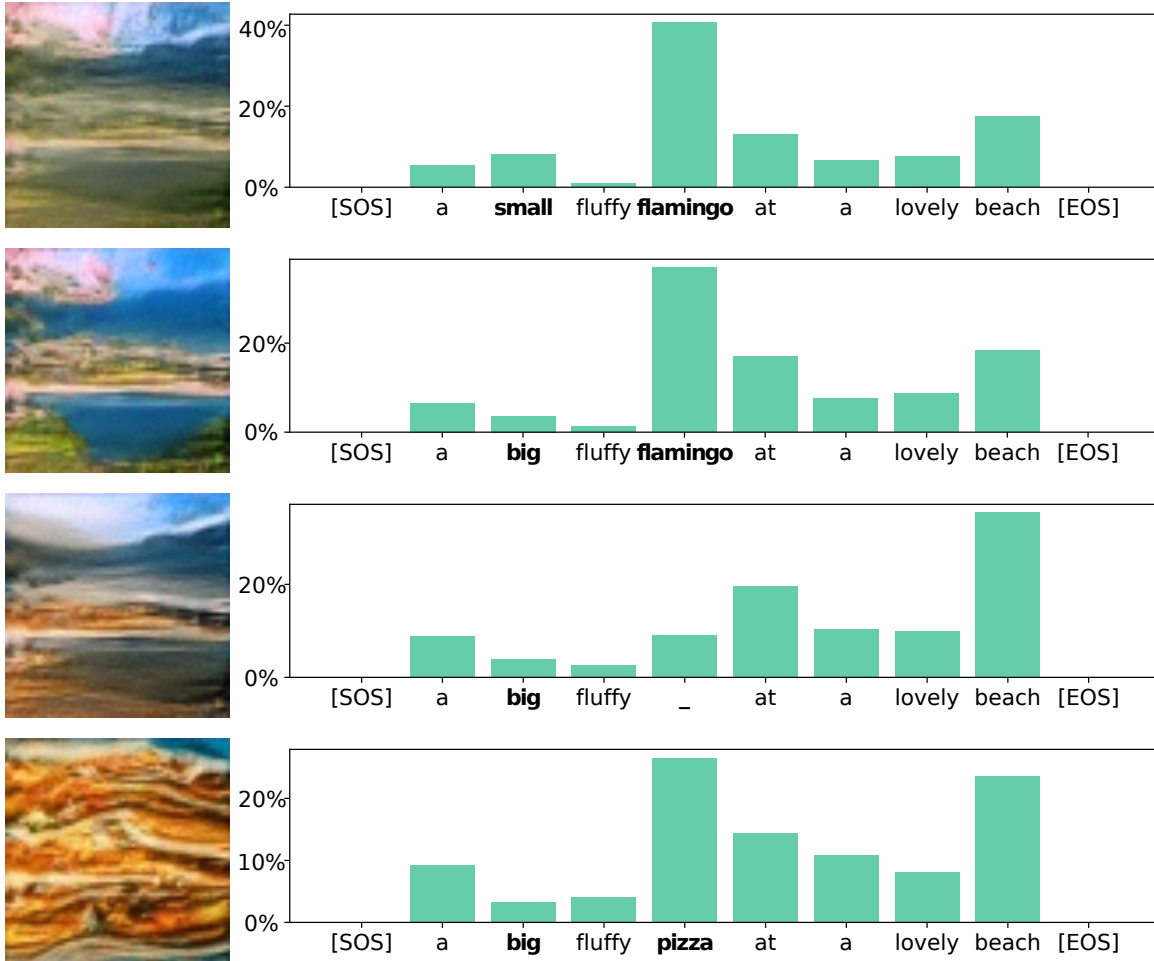 40%
20%
0%
[SOS] a small fluffy flamingo at a lovely beach [EOS]
20%
0%
[SOS] a big fluffy flamingo at a lovely beach [EOS]
20%
0%
[SOS] a big fluffy _ at a lovely beach [EOS]
20%
10%
0%
[SOS] a big fluffy pizza at a lovely beach [EOS]